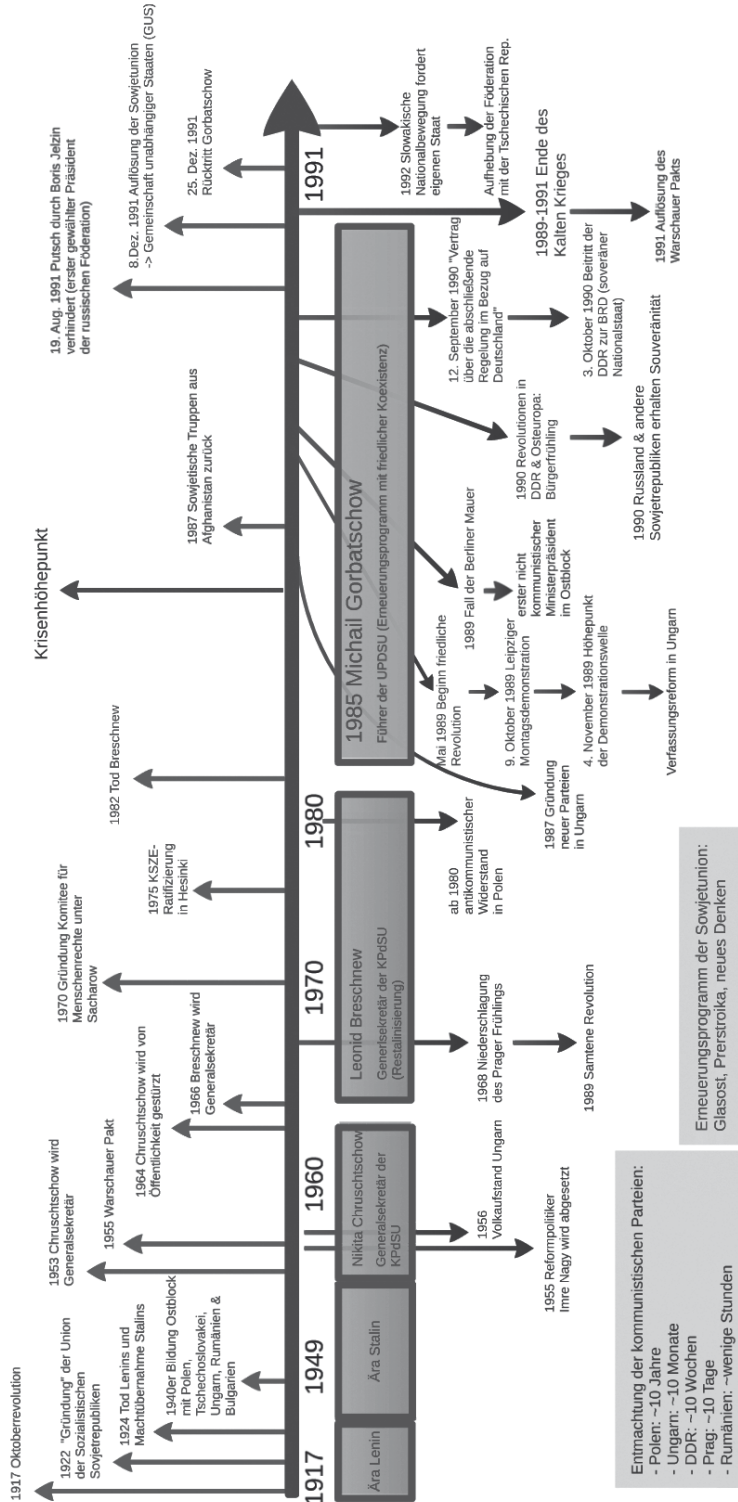 1917 Oktoberrevolution
1922 "Gründung" der Union
der Sozialistischen
Sovjetrepubliken
1924 Tod Lenins und
Machtübernahme Stalins
1940er Bildung Ostblock
mit Polen,
Tschechoslovakei,
Ungarn, Rumänien &
Bulgarien
1953 Chruschtschow wird
Generalsekretär
1955 Warschauer Pakt
1964 Chruschtschow wird von
Öffentlichkeit gestürzt
1966 Breschnew wird
Generalsekretär
1970 Gründung Komitee für
Menschenrechte unter
Sacharow
1975 KSZE-
Ratifizierung
in Hesinki
1982 Tod Breschnew
Krisenhöhepunkt
1987 Sowjetische Truppen aus
Afghanistan zurück
19. Aug. 1991 Putsch durch Boris Jelzin
verhindert (erster gewählter Präsident
der russischen Föderation)
8.Dez. 1991 Auflösung der Sowjetunion
-> Gemeinschaft unabhängiger Staaten (GUS)
25. Dez. 1991
Rücktritt Gorbatschow
1917
1949
1960
1970
1980
1991
Ära Lenin
Ära Stalin
Nikita Chruschtschow
Generalsekretär der
KPdSU
Leonid Breschnew
Generlsekretär der KPdSU
(Restalinisierung)
1985 Michail Gorbatschow
Führer der UPDSU (Erneuerungsprogramm mit friedlicher Koexistenz)
1955 Reformpolitiker
Imre Nagy wird abgesetzt
1956
Volkaufstand Ungarn
1968 Niederschlagung
des Prager Frühlings
1989 Samtene Revolution
ab 1980
antikommunistischer
Widerstand
in Polen
1987 Gründung
neuer Parteien
in Ungarn
Mai 1989 Beginn friedliche
Revolution
9. Oktober 1989 Leipziger
Montagsdemonstration
4. November 1989 Höhepunkt
der Demonstrationswelle
Verfassungsreform in Ungarn
1989 Fall der Berliner Mauer
erster nicht
kommunistischer
Ministerpräsident
im Ostblock
1990 Revolutionen in
DDR & Osteuropa:
Bürgerfrühling
1990 Russland & andere
Sovjetrepubliken erhalten Souveränität
12. September 1990 "Vertrag
über die abschließende
Regelung im Bezug auf
Deutschland"
3. Oktober 1990 Beitritt der
DDR zur BRD (soveräner
Nationalstaat)
1989-1991 Ende des
Kalten Krieges
1991 Auflösung des
Warschauer Pakts
1992 Slowakische
Nationalbewegung fordert
eigenen Staat
Aufhebung der Föderation
mit der Tschechischen Rep.
Entmachtung der kommunistischen Parteien:
- Polen: ~10 Jahre
- Ungarn: ~10 Monate
- DDR: ~10 Wochen
- Prag: ~10 Tage
- Rumänien: ~wenige Stunden
Erneuerungsprogramm der Sowjetunion:
Glasost, Prerstroika, neues Denken